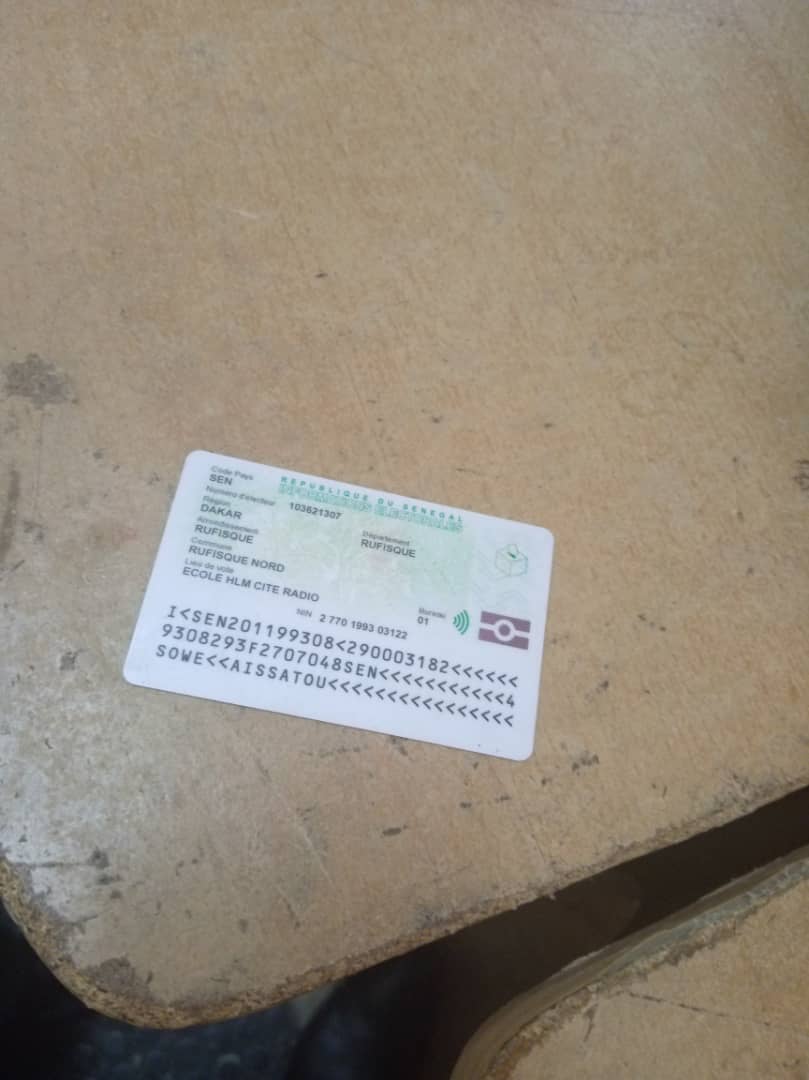 REPUBLIQUE DU SENEGAL
INFORMATIONS ELECTORALES
Code Pays
SEN
Numéro d'électeur 103621307
Région
DAKAR
Département
RUFISQUE
Arrondissement
RUFISQUE
Commune
RUFISQUE NORD
Lieu de vote
ECOLE HLM CITE RADIO
Bureau
01
NIN 2 770 1993 03122
I<SEN201199308<290003182<<<<<<
9308293F2707048SEN<<<<<<<<<<<4
SOWE<<AISSATOU<<<<<<<<<<<<<<<<